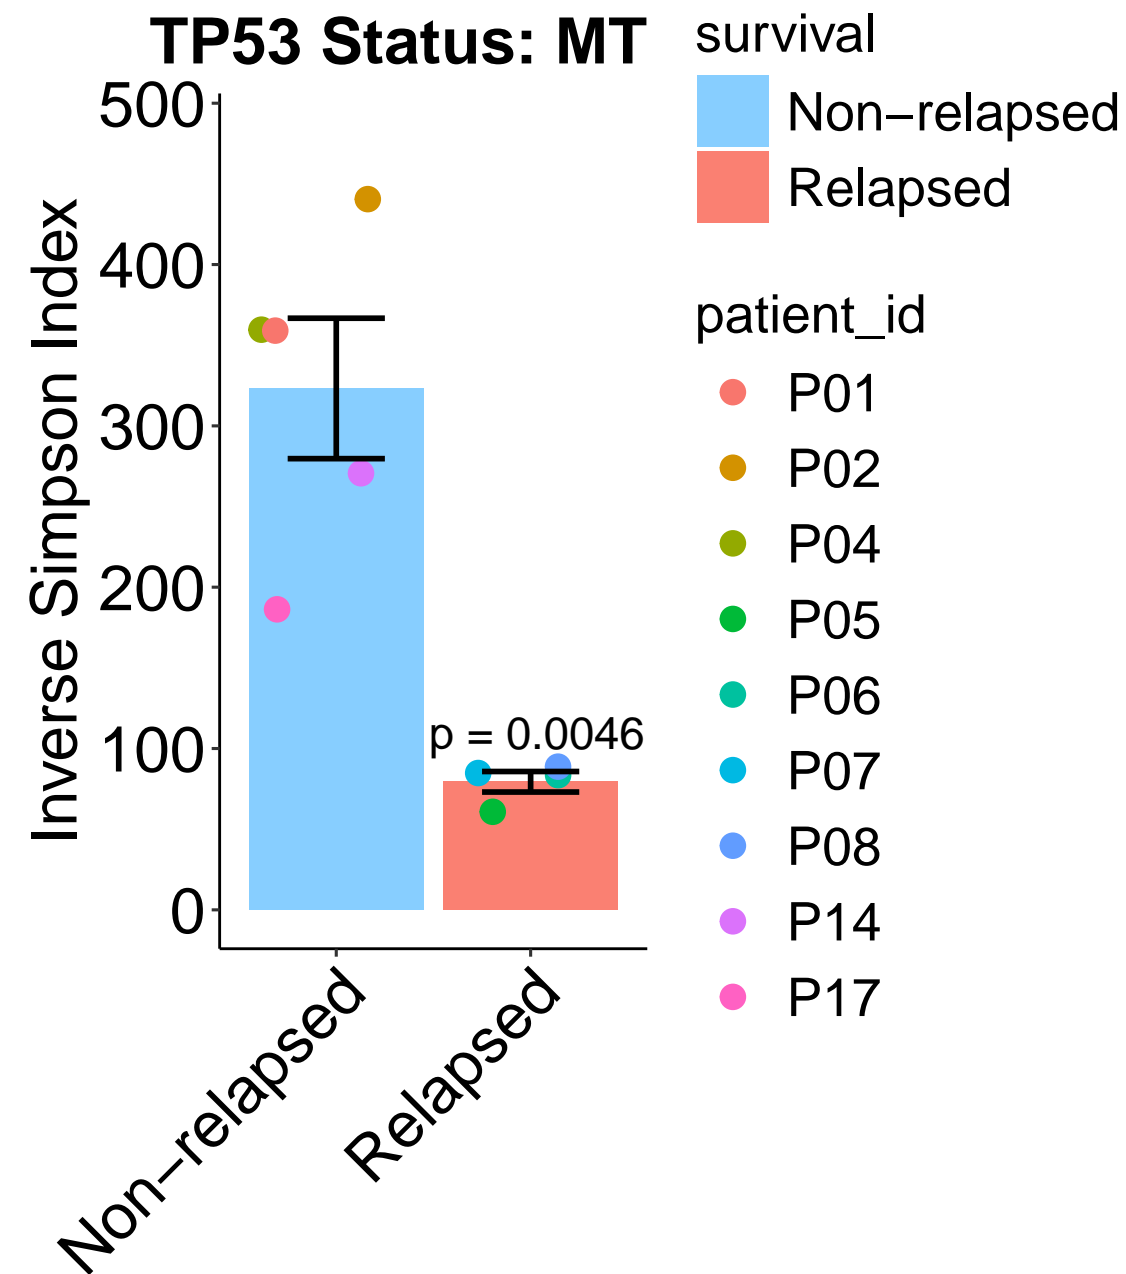 TP53 Status: MT
Inverse Simpson Index
500
400
300
200
100
0
p = 0.0046
Non−relapsed
Relapsed
survival
Non−relapsed
Relapsed
patient_id
P01
P02
P04
P05
P06
P07
P08
P14
P17